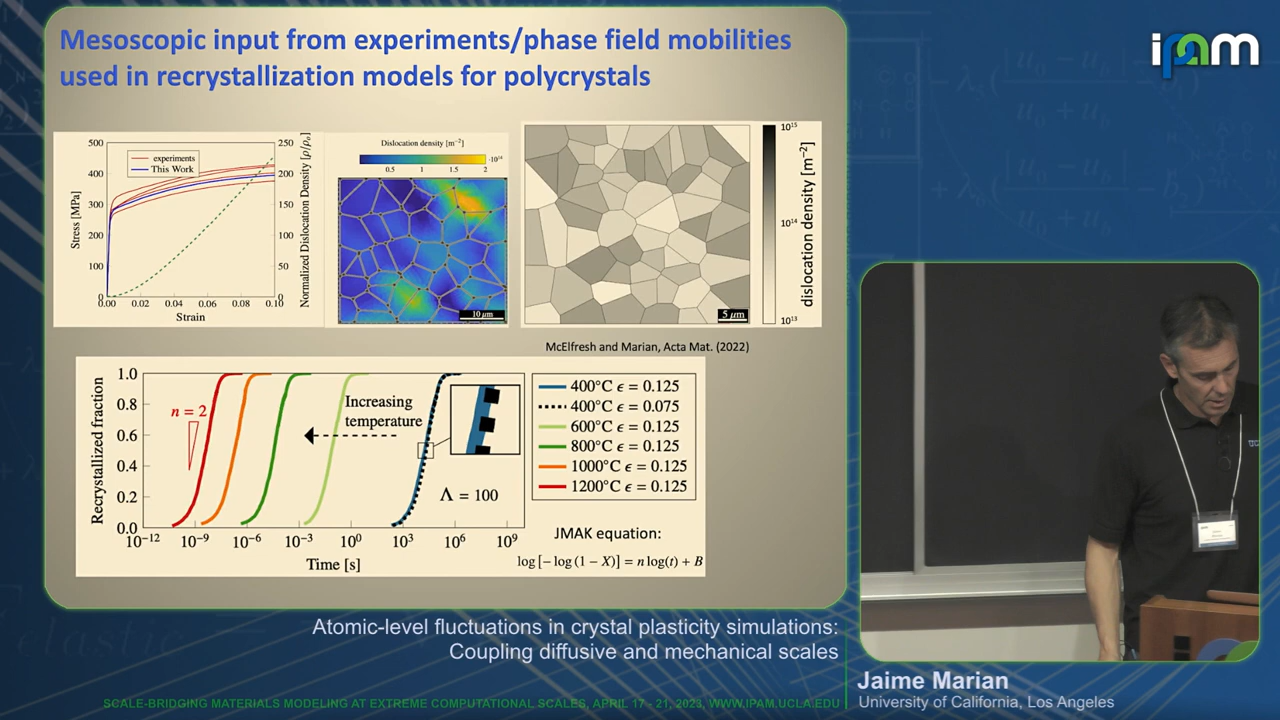 Mesoscopic input from experiments/phase field mobilities
used in recrystallization models for polycrystals
ipam
500
400
300
200
100
0
Stress [MPa]
experiments
This Work
250
200
150
100
50
0
Normalized Dislocation Density [ρ/ρ₀]
0.00 0.02 0.04 0.06 0.08 0.10
Strain
Dislocation density [m⁻²]
·10¹⁴
0.5 1 1.5 2
10 μm
5 μm
10¹⁵
10¹⁴
10¹³
dislocation density [m⁻²]
McElfresh and Marian, Acta Mat. (2022)
Recrystallized fraction
1.0
0.8
0.6
0.4
0.2
0.0
n = 2
Increasing
temperature
Λ = 100
10⁻¹² 10⁻⁹ 10⁻⁶ 10⁻³ 10⁰ 10³ 10⁶ 10⁹
Time [s]
400°C ϵ = 0.125
400°C ϵ = 0.075
600°C ϵ = 0.125
800°C ϵ = 0.125
1000°C ϵ = 0.125
1200°C ϵ = 0.125
JMAK equation:
log [− log (1 − X)] = n log(t) + B
Atomic-level fluctuations in crystal plasticity simulations:
Coupling diffusive and mechanical scales
Jaime Marian
University of California, Los Angeles
SCALE-BRIDGING MATERIALS MODELING AT EXTREME COMPUTATIONAL SCALES, APRIL 17 - 21, 2023, WWW.IPAM.UCLA.EDU